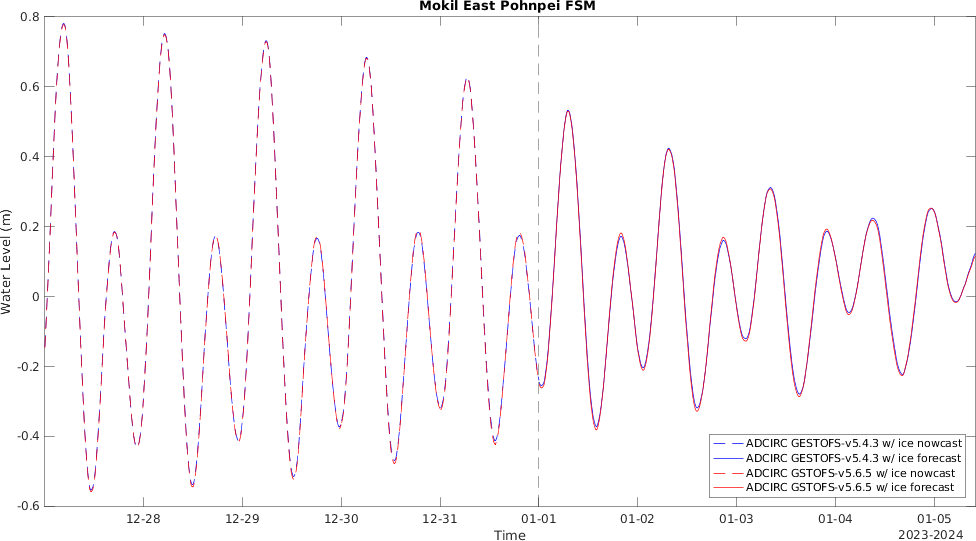 Mokil East Pohnpei FSM
0.8
0.6
0.4
0.2
0
-0.2
-0.4
-0.6
Water Level (m)
ADCIRC GESTOFS-v5.4.3 w/ ice nowcast
ADCIRC GESTOFS-v5.4.3 w/ ice forecast
ADCIRC GSTOFS-v5.6.5 w/ ice nowcast
ADCIRC GSTOFS-v5.6.5 w/ ice forecast
12-28 12-29 12-30 12-31 01-01 01-02 01-03 01-04 01-05
Time
2023-2024